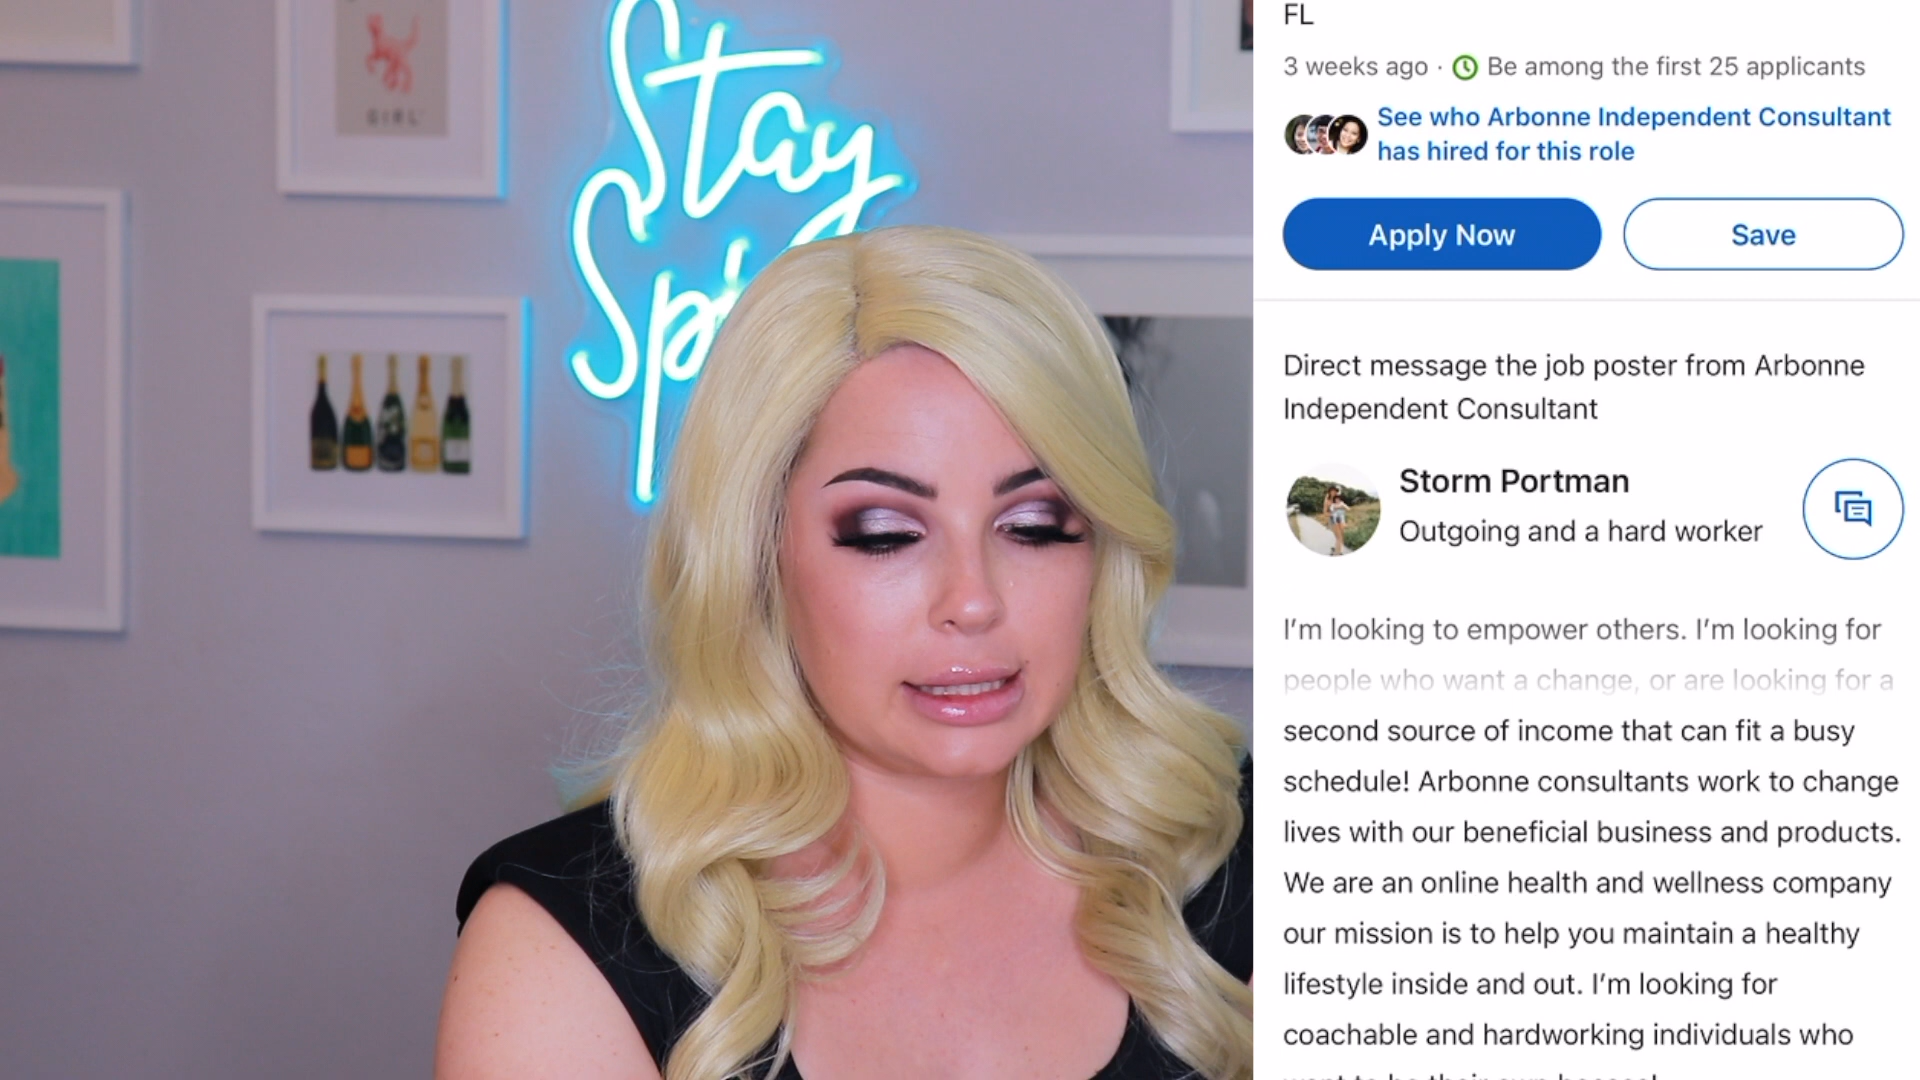 GIRL
Stay
Sp
FL
3 weeks ago · Be among the first 25 applicants
See who Arbonne Independent Consultant
has hired for this role
Apply Now
Save
Direct message the job poster from Arbonne
Independent Consultant
Storm Portman
Outgoing and a hard worker
I'm looking to empower others. I'm looking for
people who want a change, or are looking for a
second source of income that can fit a busy
schedule! Arbonne consultants work to change
lives with our beneficial business and products.
We are an online health and wellness company
our mission is to help you maintain a healthy
lifestyle inside and out. I'm looking for
coachable and hardworking individuals who